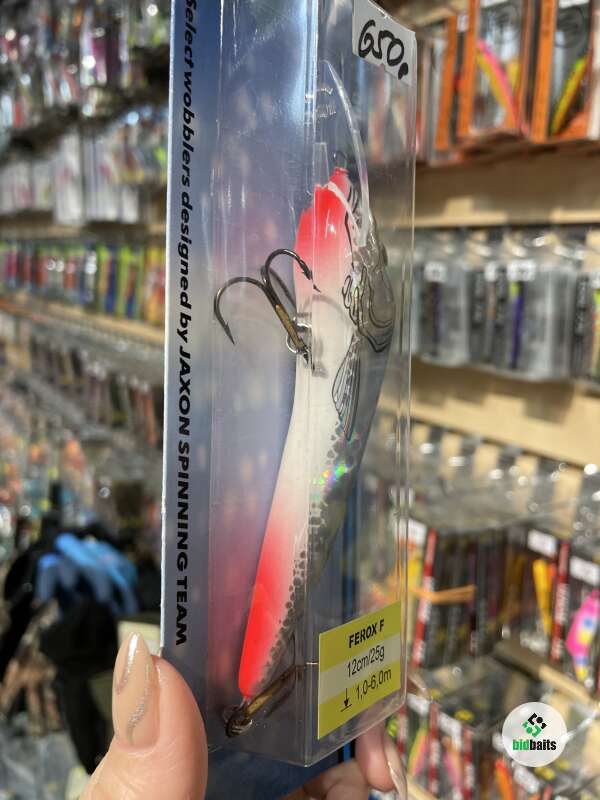 650.
Select wobblers designed by JAXON SPINNING TEAM
FEROX F
12cm/25g
1,0-6,0m
bidbaits